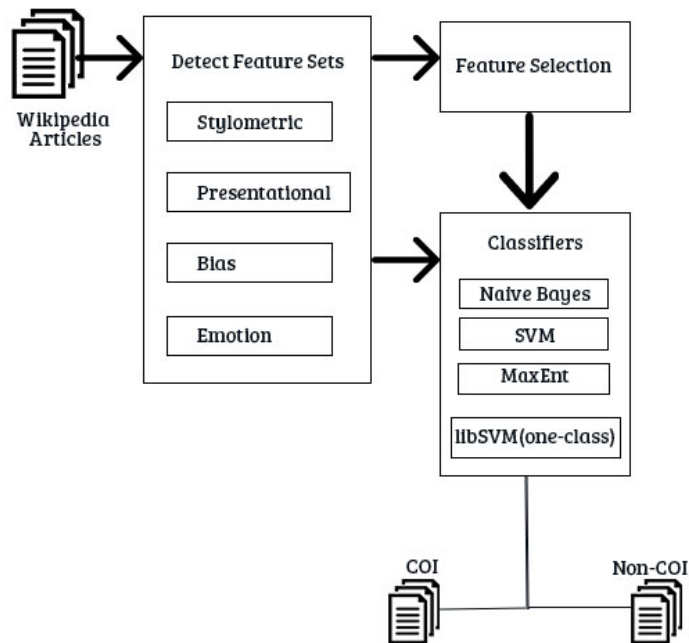 Wikipedia
Articles
Detect Feature Sets
Stylometric
Presentational
Bias
Emotion
Feature Selection
Classifiers
Naive Bayes
SVM
MaxEnt
libSVM(one-class)
COI
Non-COI